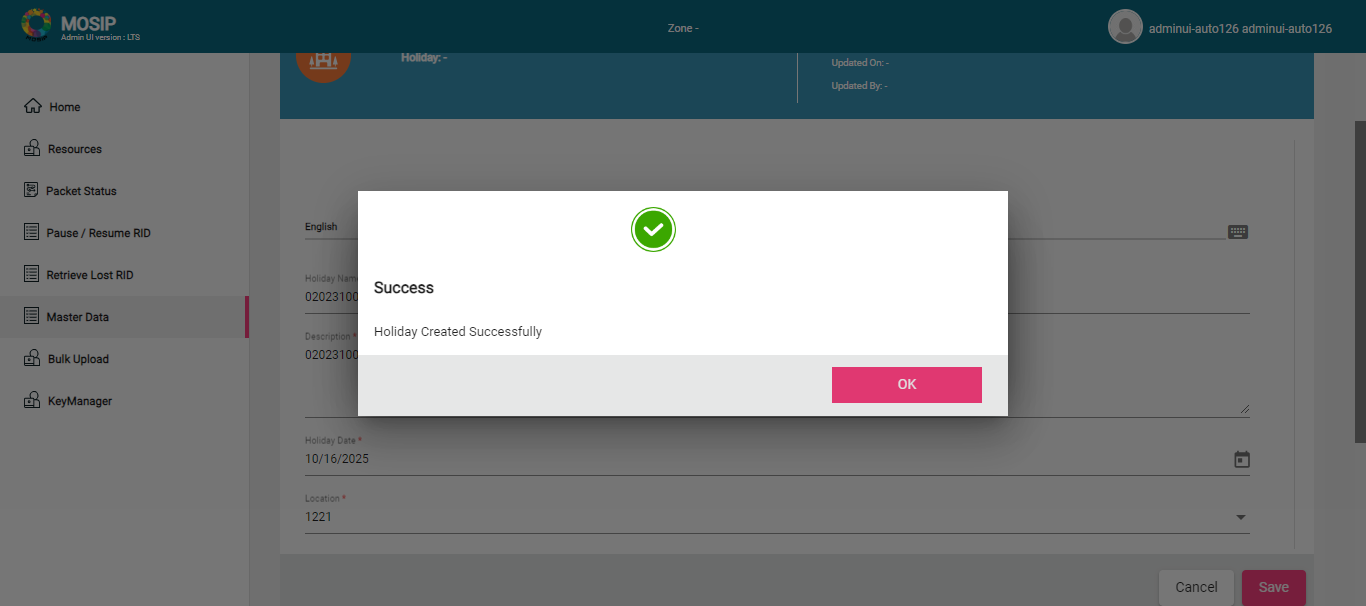 MOSIP
Admin UI version : LTS
Zone -
adminui-auto126 adminui-auto126
Home
Resources
Packet Status
Pause / Resume RID
Retrieve Lost RID
Master Data
Bulk Upload
KeyManager
Holiday: -
Updated On: -
Updated By: -
English
Holiday Name
02023100
Description *
02023100
Success
Holiday Created Successfully
OK
Holiday Date *
10/16/2025
Location *
1221
Cancel
Save